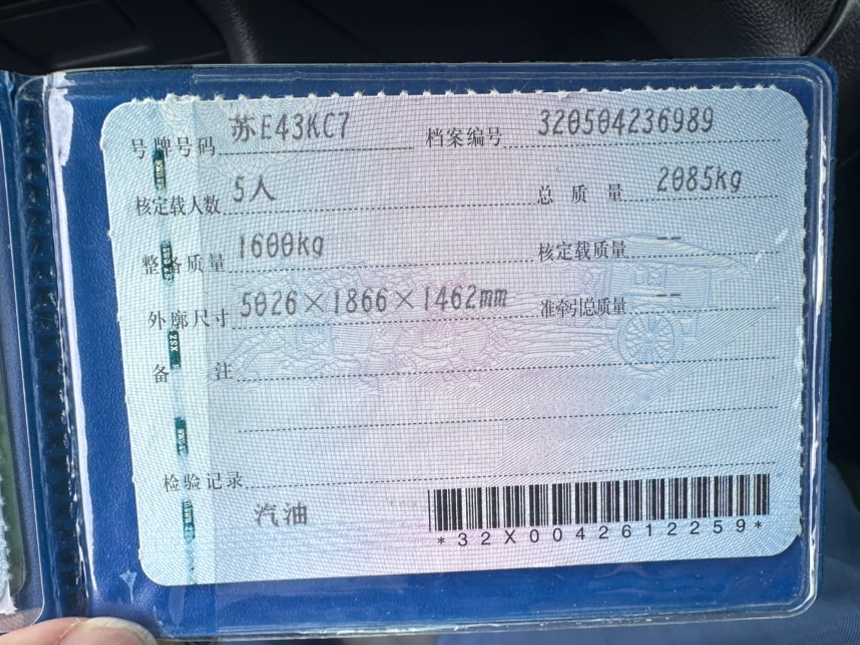 号牌号码 苏E43KC7 档案编号 320504236989
核定载人数 5人 总质量 2085kg
整备质量 1600kg 核定载质量 --
外廓尺寸 5026×1866×1462mm 准牵引总质量 --
备注
检验记录
汽油
*32X0042612259*